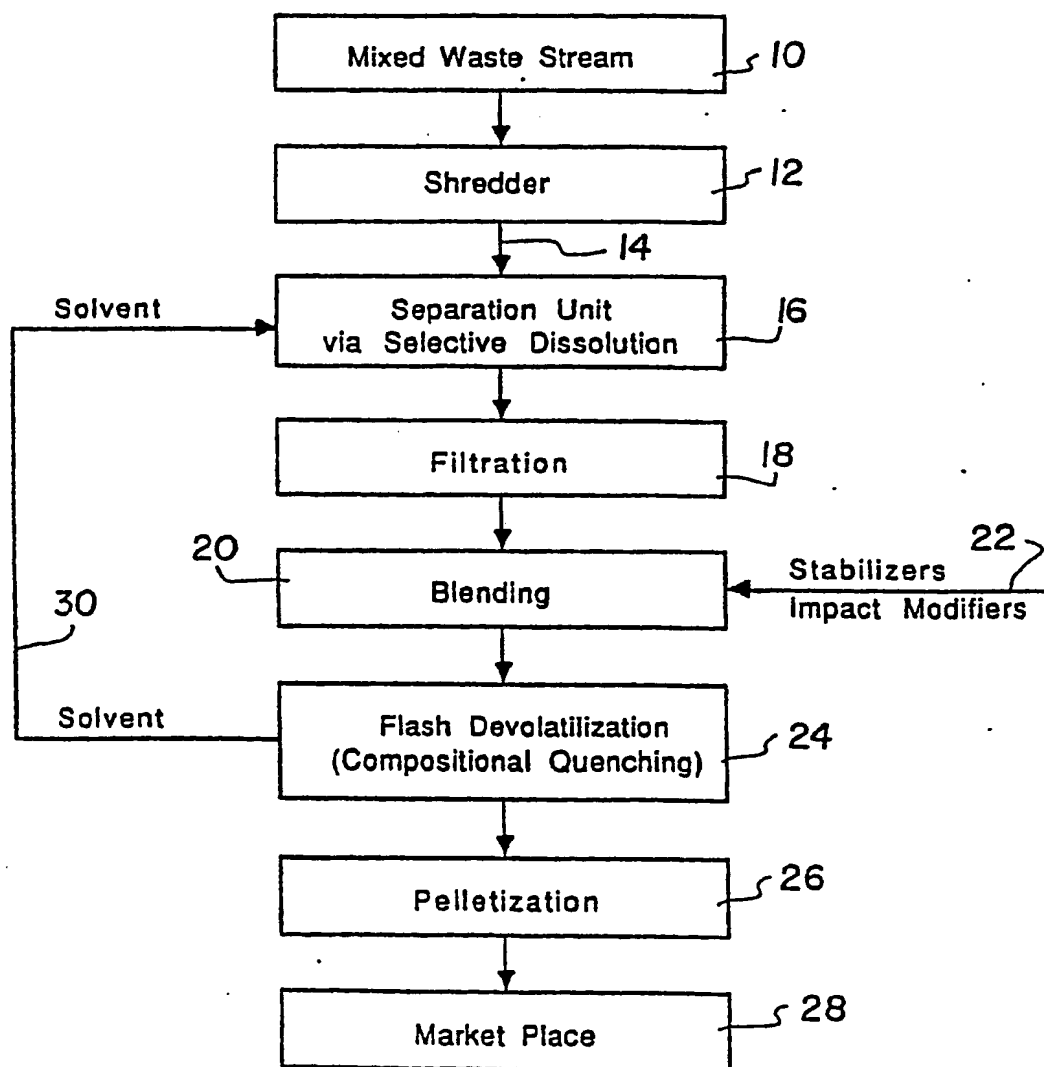 Mixed Waste Stream
10
Shredder
12
14
Solvent
Separation Unit
via Selective Dissolution
16
Filtration
18
20
Blending
22
Stabilizers
Impact Modifiers
30
Solvent
Flash Devolatilization
(Compositional Quenching)
24
Pelletization
26
Market Place
28